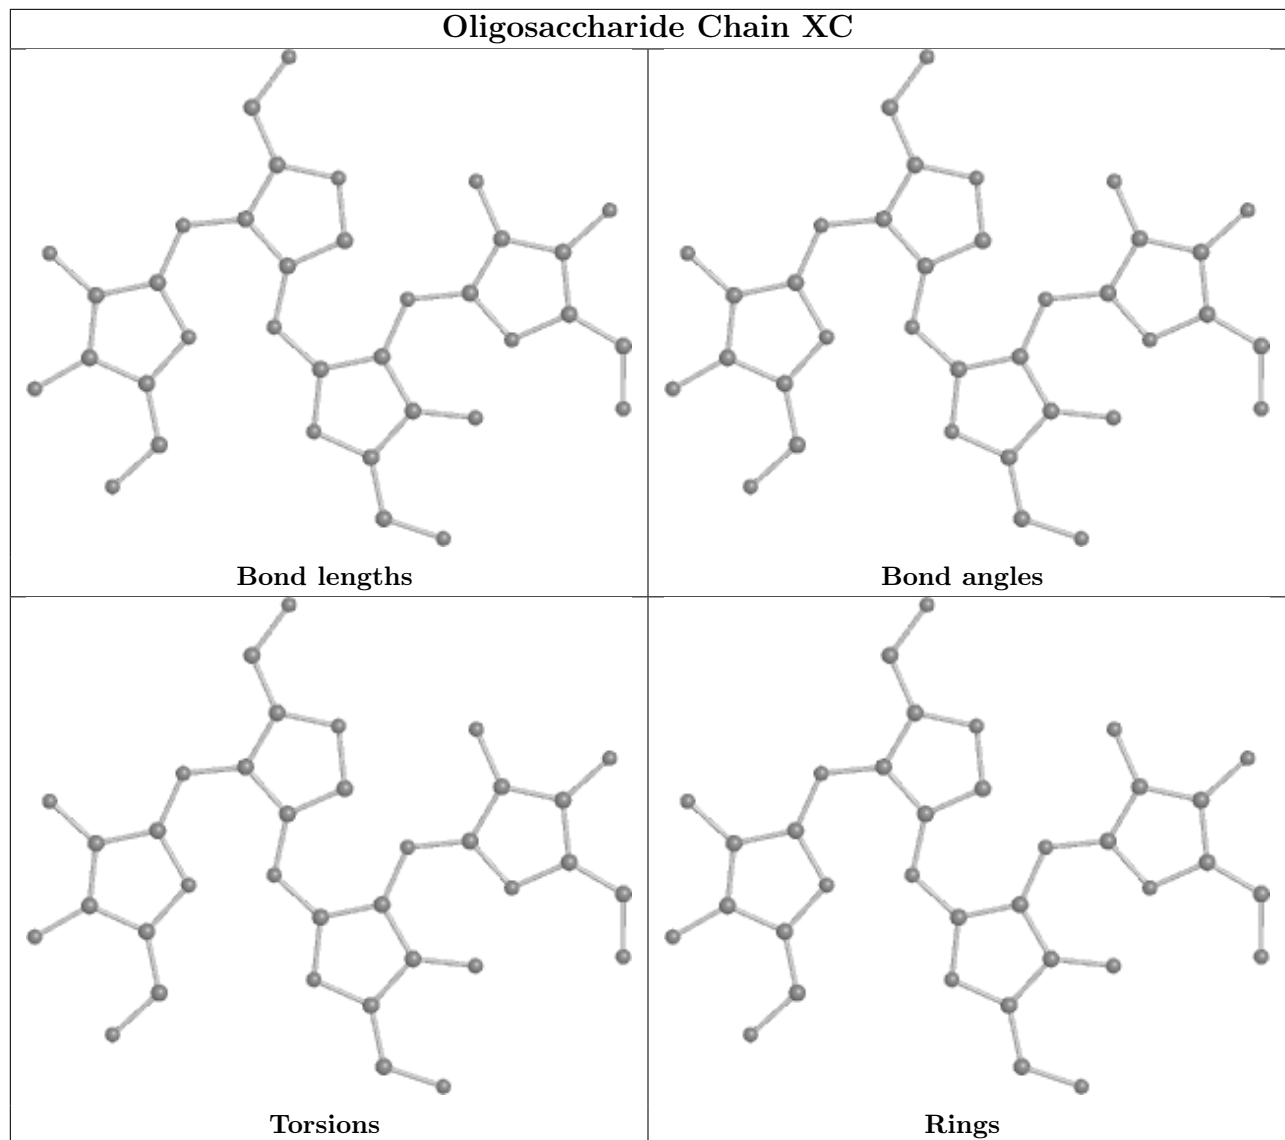 Oligosaccharide Chain XC
Bond lengths
Bond angles
Torsions
Rings